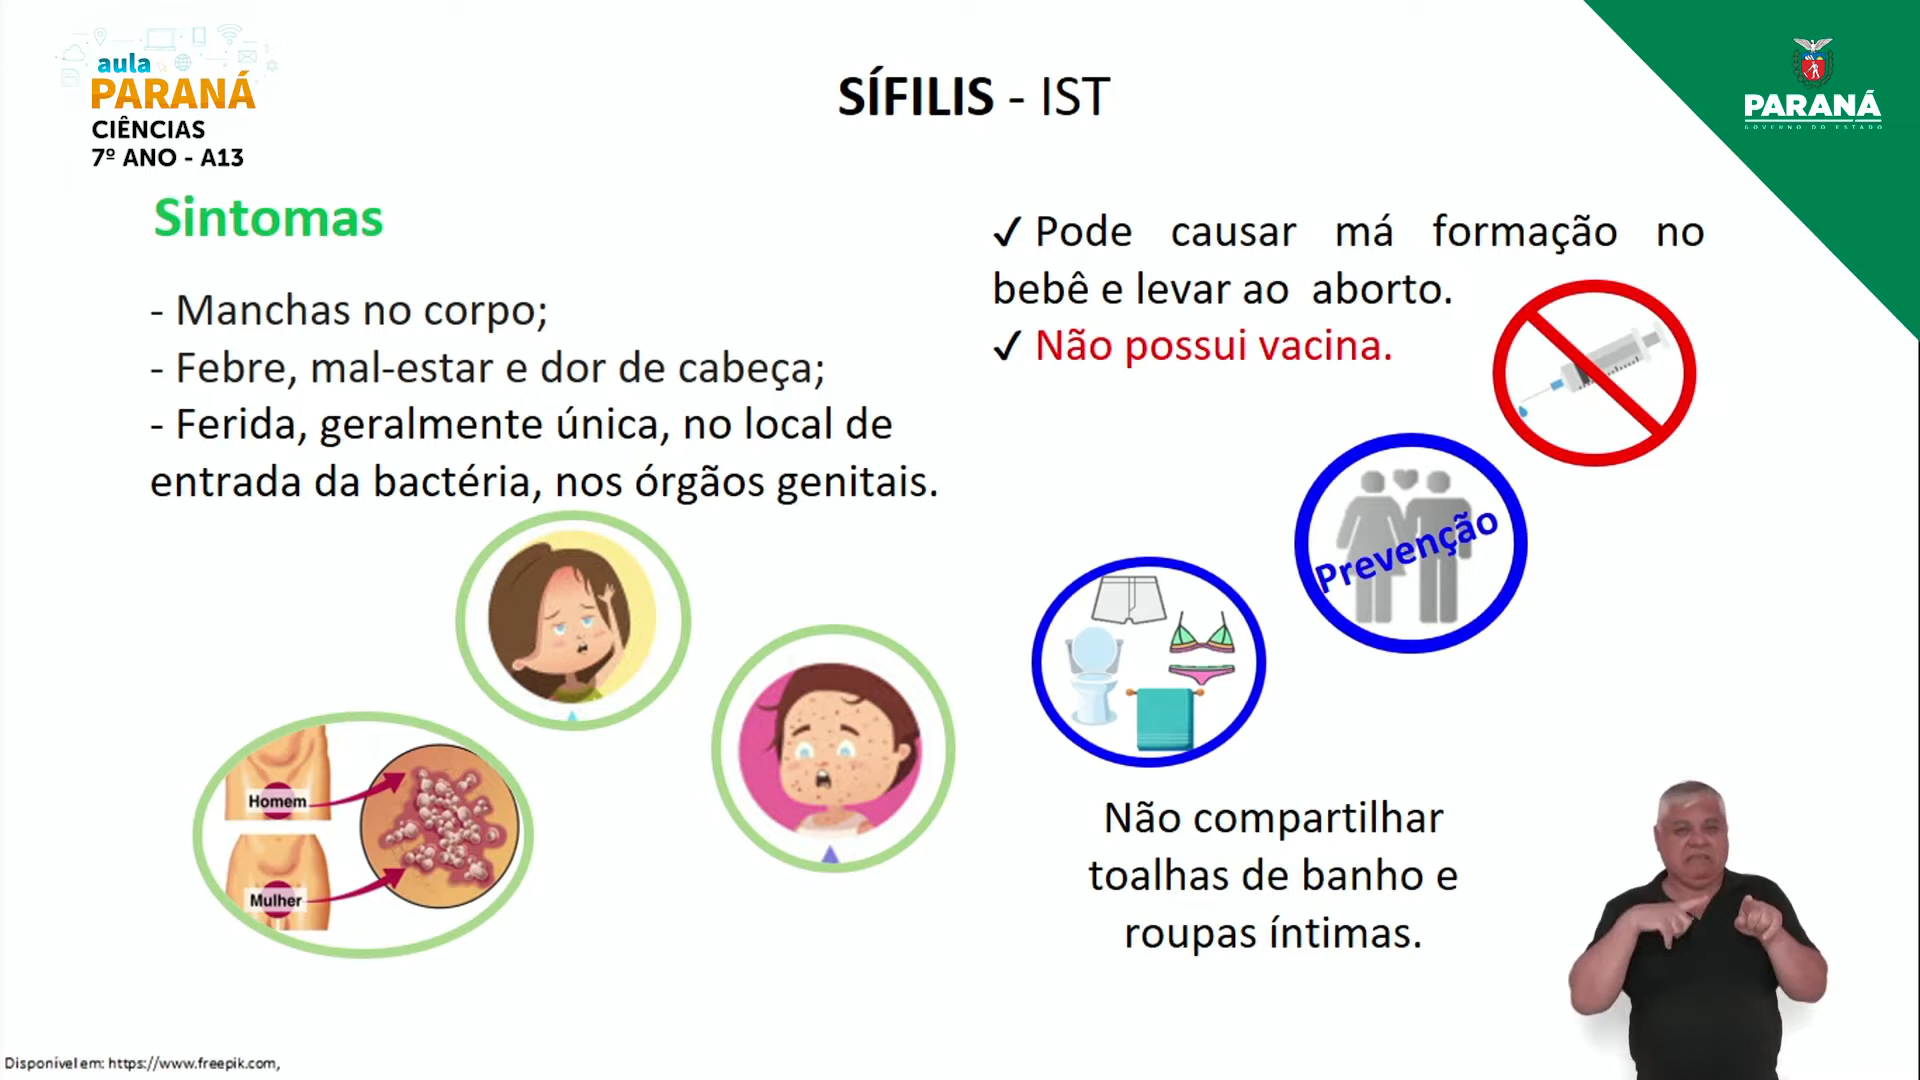 aula
PARANÁ
CIÊNCIAS
7º ANO - A13
SÍFILIS - IST
PARANÁ
GOVERNO DO ESTADO
Sintomas
- Manchas no corpo;
- Febre, mal-estar e dor de cabeça;
- Ferida, geralmente única, no local de
entrada da bactéria, nos órgãos genitais.
✓ Pode causar má formação no
bebê e levar ao aborto.
✓ Não possui vacina.
Prevenção
Homem
Mulher
Não compartilhar
toalhas de banho e
roupas íntimas.
Disponível em: https://www.freepik.com,